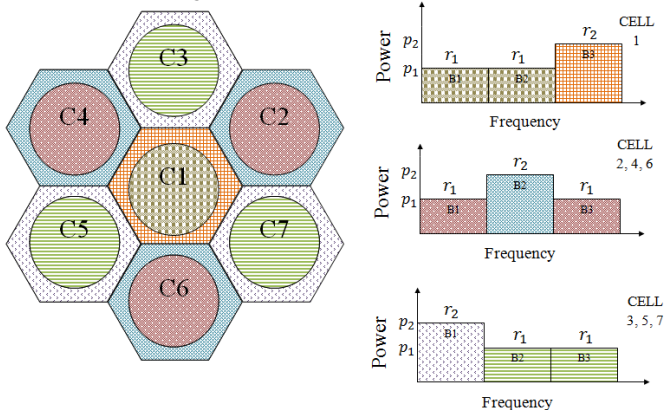 C3
C4
C2
C1
C5
C7
C6
CELL
1
Power
p₂
p₁
r₁
r₁
r₂
B1
B2
B3
Frequency
CELL
2, 4, 6
Power
p₂
p₁
r₁
r₂
r₁
B1
B2
B3
Frequency
CELL
3, 5, 7
Power
p₂
p₁
r₂
r₁
r₁
B1
B2
B3
Frequency